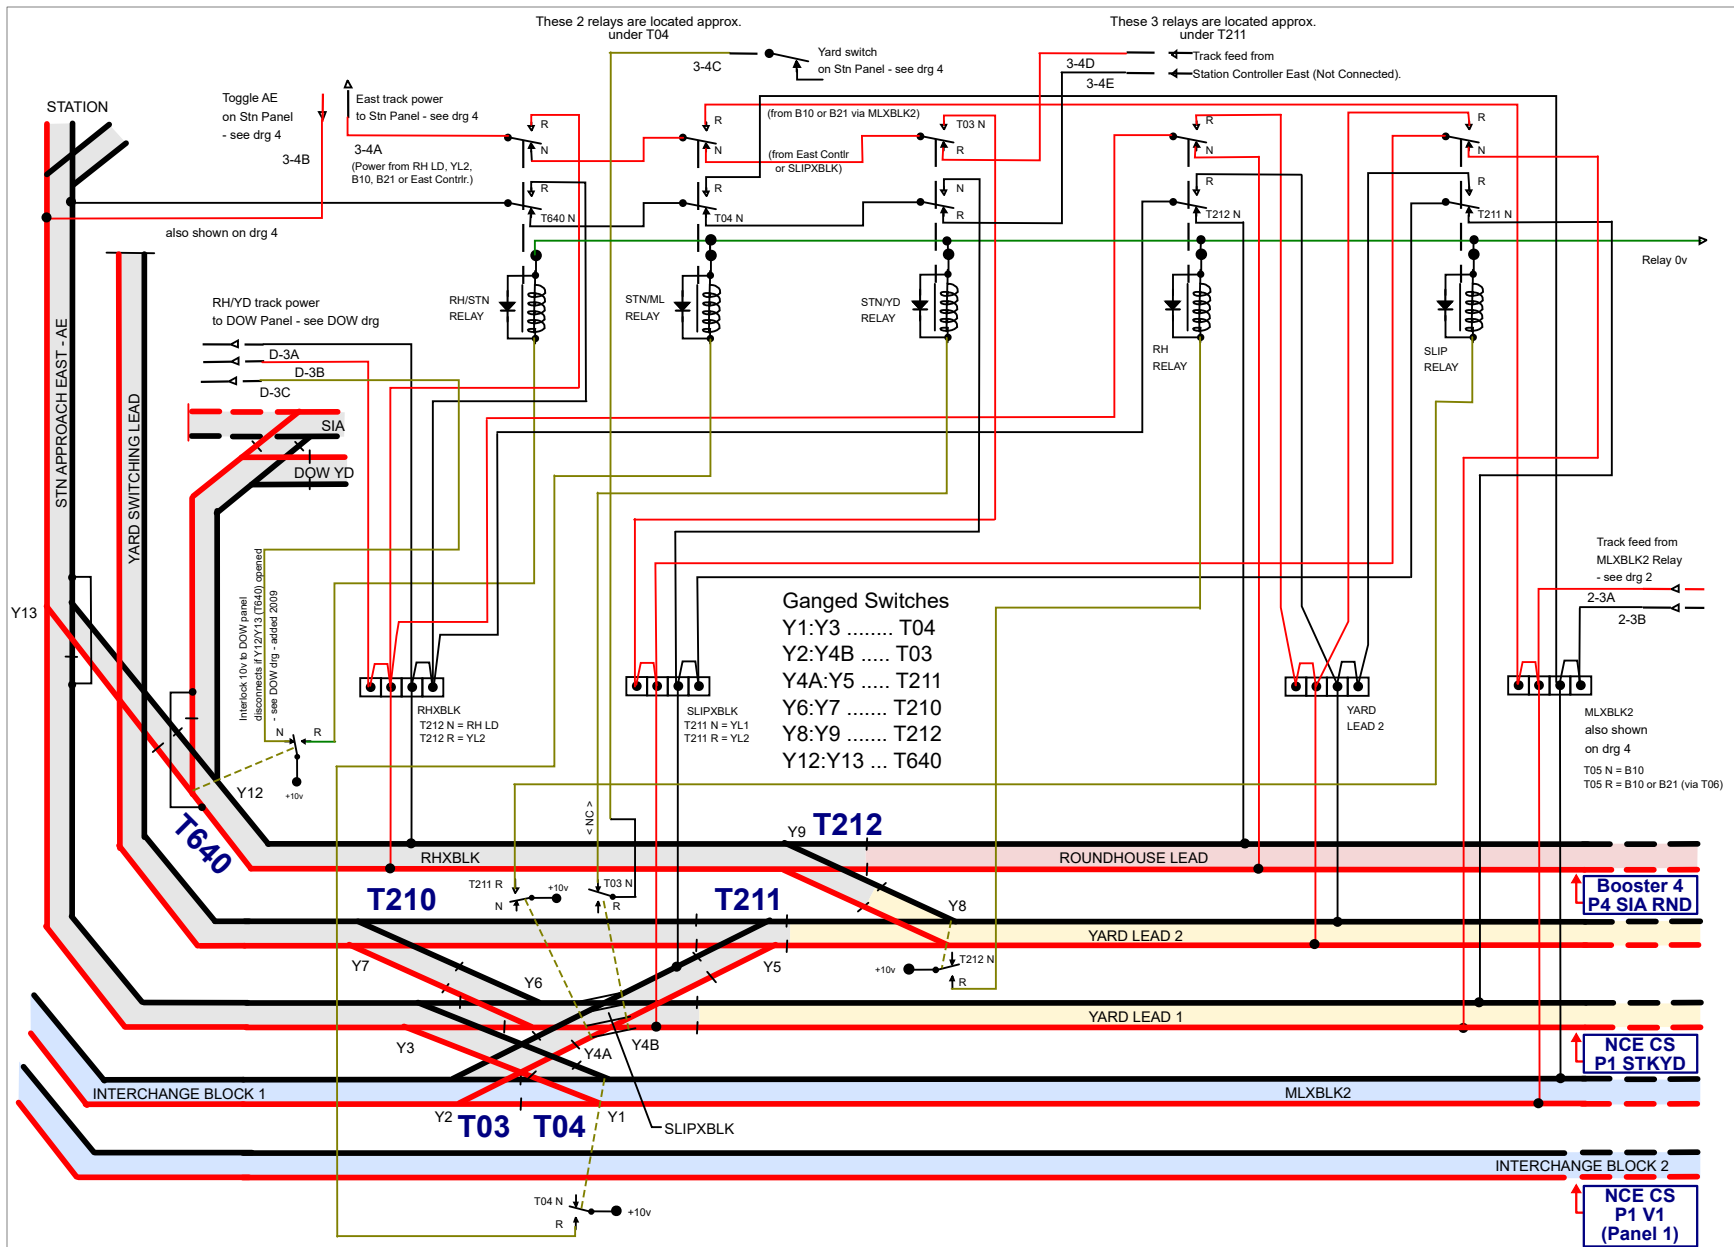 These 2 relays are located approx.
under T04
These 3 relays are located approx.
under T211
3-4C
Yard switch
on Stn Panel - see drg 4
3-4D
3-4E
Track feed from
Station Controller East (Not Connected).
STATION
Toggle AE
on Stn Panel
- see drg 4
3-4B
East track power
to Stn Panel - see drg 4
3-4A
(Power from RH LD, YL2,
B10, B21 or East Contrlr.)
(from B10 or B21 via MLXBLK2)
(from East Contlr
or SLIPXBLK)
R
N
R
T640 N
R
N
R
T04 N
T03 N
R
N
R
R
N
R
T212 N
R
N
R
T211 N
also shown on drg 4
Relay 0v
RH/STN
RELAY
STN/ML
RELAY
STN/YD
RELAY
RH
RELAY
SLIP
RELAY
RH/YD track power
to DOW Panel - see DOW drg
D-3A
D-3B
D-3C
STN APPROACH EAST - AE
YARD SWITCHING LEAD
SIA
DOW YD
Interlock 10v to DOW panel
disconnects if Y12/Y13 (T640) opened
- see DOW drg - added 2009
N
R
+10v
Y13
Y12
T640
Track feed from
MLXBLK2 Relay
- see drg 2
2-3A
2-3B
Ganged Switches
Y1:Y3 ........ T04
Y2:Y4B ..... T03
Y4A:Y5 ..... T211
Y6:Y7 ....... T210
Y8:Y9 ....... T212
Y12:Y13 ... T640
RHXBLK
T212 N = RH LD
T212 R = YL2
SLIPXBLK
T211 N = YL1
T211 R = YL2
YARD
LEAD 2
MLXBLK2
also shown
on drg 4
T05 N = B10
T05 R = B10 or B21 (via T06)
< NC >
Y9
T212
RHXBLK
ROUNDHOUSE LEAD
T210
T211 R
N
+10v
T03 N
R
T211
Y8
Booster 4
P4 SIA RND
YARD LEAD 2
Y7
Y6
Y5
+10v
T212 N
R
YARD LEAD 1
Y3
Y4A
Y4B
NCE CS
P1 STKYD
INTERCHANGE BLOCK 1
MLXBLK2
Y2
T03
T04
Y1
SLIPXBLK
INTERCHANGE BLOCK 2
T04 N
R
+10v
NCE CS
P1 V1
(Panel 1)